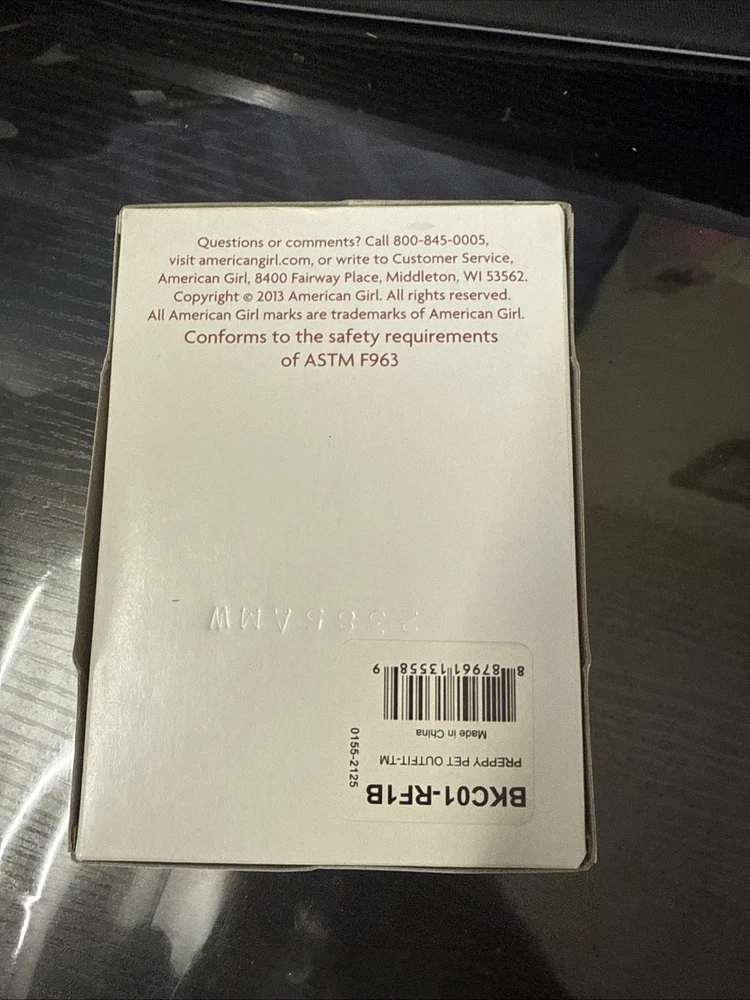 Questions or comments? Call 800-845-0005,
visit americangirl.com, or write to Customer Service,
American Girl, 8400 Fairway Place, Middleton, WI 53562.
Copyright © 2013 American Girl. All rights reserved.
All American Girl marks are trademarks of American Girl.
Conforms to the safety requirements
of ASTM F963
BKC01-RF1B
PREPPY PET OUTFIT-TM
0155-2125
Made in China
8 87961 13558 9